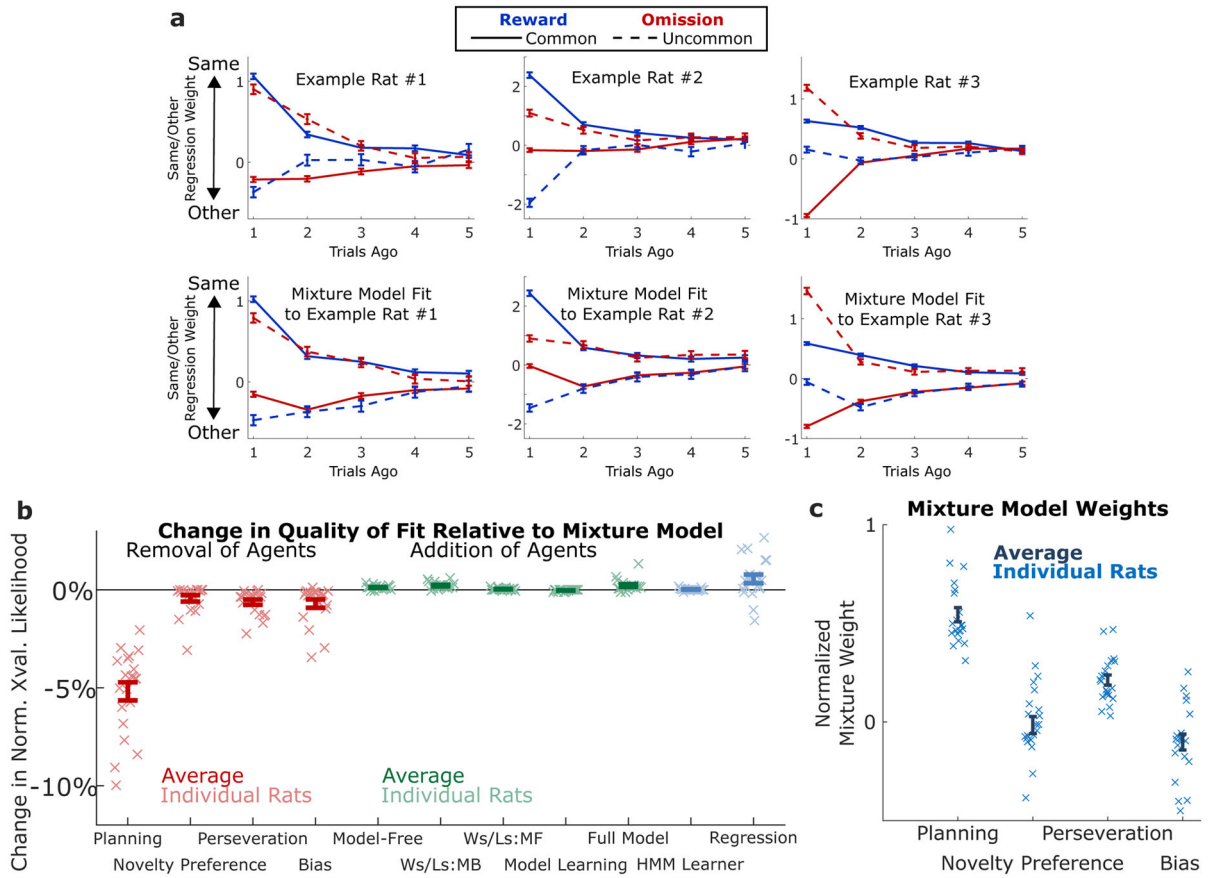 a
Reward Omission
Common Uncommon
Same
Same/Other
Regression Weight
Other
1
0
Example Rat #1
1 2 3 4 5
Trials Ago
2
0
-2
Example Rat #2
1 2 3 4 5
Trials Ago
1
0
-1
Example Rat #3
1 2 3 4 5
Trials Ago
Same
Same/Other
Regression Weight
Other
1
0
Mixture Model Fit
to Example Rat #1
1 2 3 4 5
Trials Ago
2
0
-2
Mixture Model Fit
to Example Rat #2
1 2 3 4 5
Trials Ago
1
0
-1
Mixture Model Fit
to Example Rat #3
1 2 3 4 5
Trials Ago
b
Change in Quality of Fit Relative to Mixture Model
Removal of Agents Addition of Agents
Change in Norm. Xval. Likelihood
0%
-5%
-10%
Average
Individual Rats
Average
Individual Rats
Planning Perseveration Model-Free Ws/Ls:MF Full Model Regression
Novelty Preference Bias Ws/Ls:MB Model Learning HMM Learner
c
Mixture Model Weights
Average
Individual Rats
Normalized
Mixture Weight
1
0
Planning Perseveration
Novelty Preference Bias